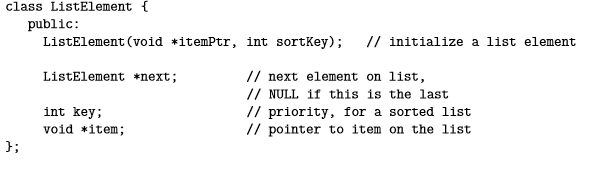 class ListElement {
   public:
     ListElement(void *itemPtr, int sortKey);   // initialize a list element

     ListElement *next;         // next element on list,
                                // NULL if this is the last
     int key;                   // priority, for a sorted list
     void *item;                // pointer to item on the list
};